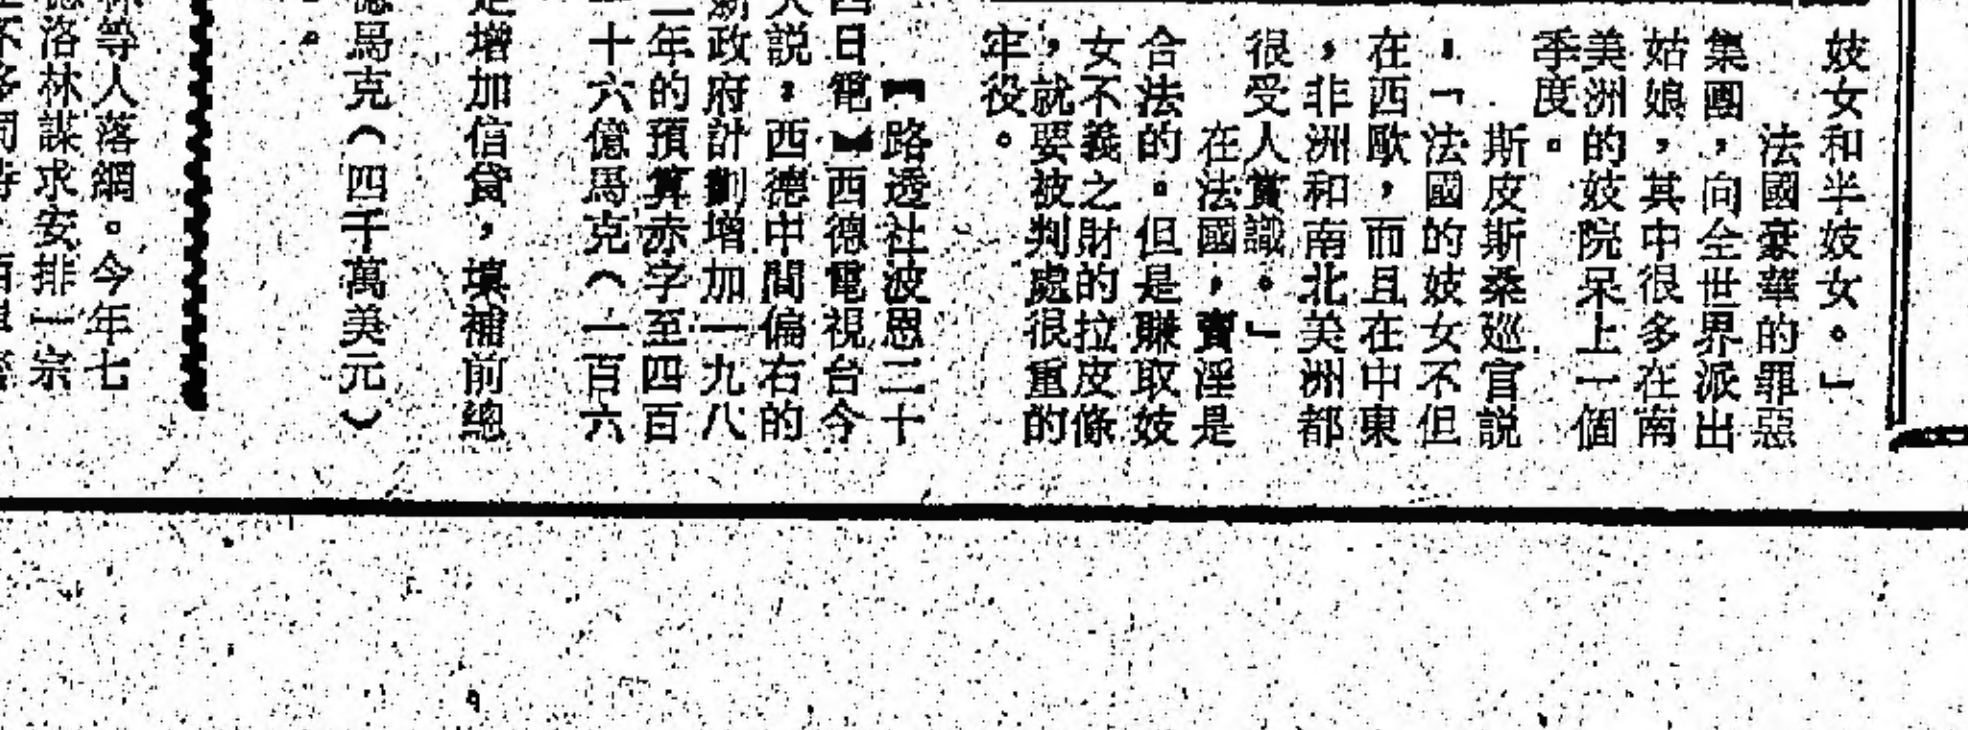 妓女和半妓女。」
法國豪華的罪惡
集團，向全世界派出
姑娘，其中很多在南
美洲的妓院呆上一個
季度。
斯皮斯桑巡官説
：「法國的妓女不但
在西歐，而且在中東
，非洲和南北美洲都
很受人賞識。」
在法國，賣淫是
合法的。但是賺取妓
女不義之財的拉皮條
，就要被判處很重的
牢役。
【路透社波恩二十
四日電】西德電視台今
人説，西德中間偏右的
新政府計劃增加一九八
二年的預算赤字至四百
十六億馬克（一百六
增加信貸，填補前總
億馬克（四千萬美元）
。
等人落網。今年七
洛林謀求安排一宗